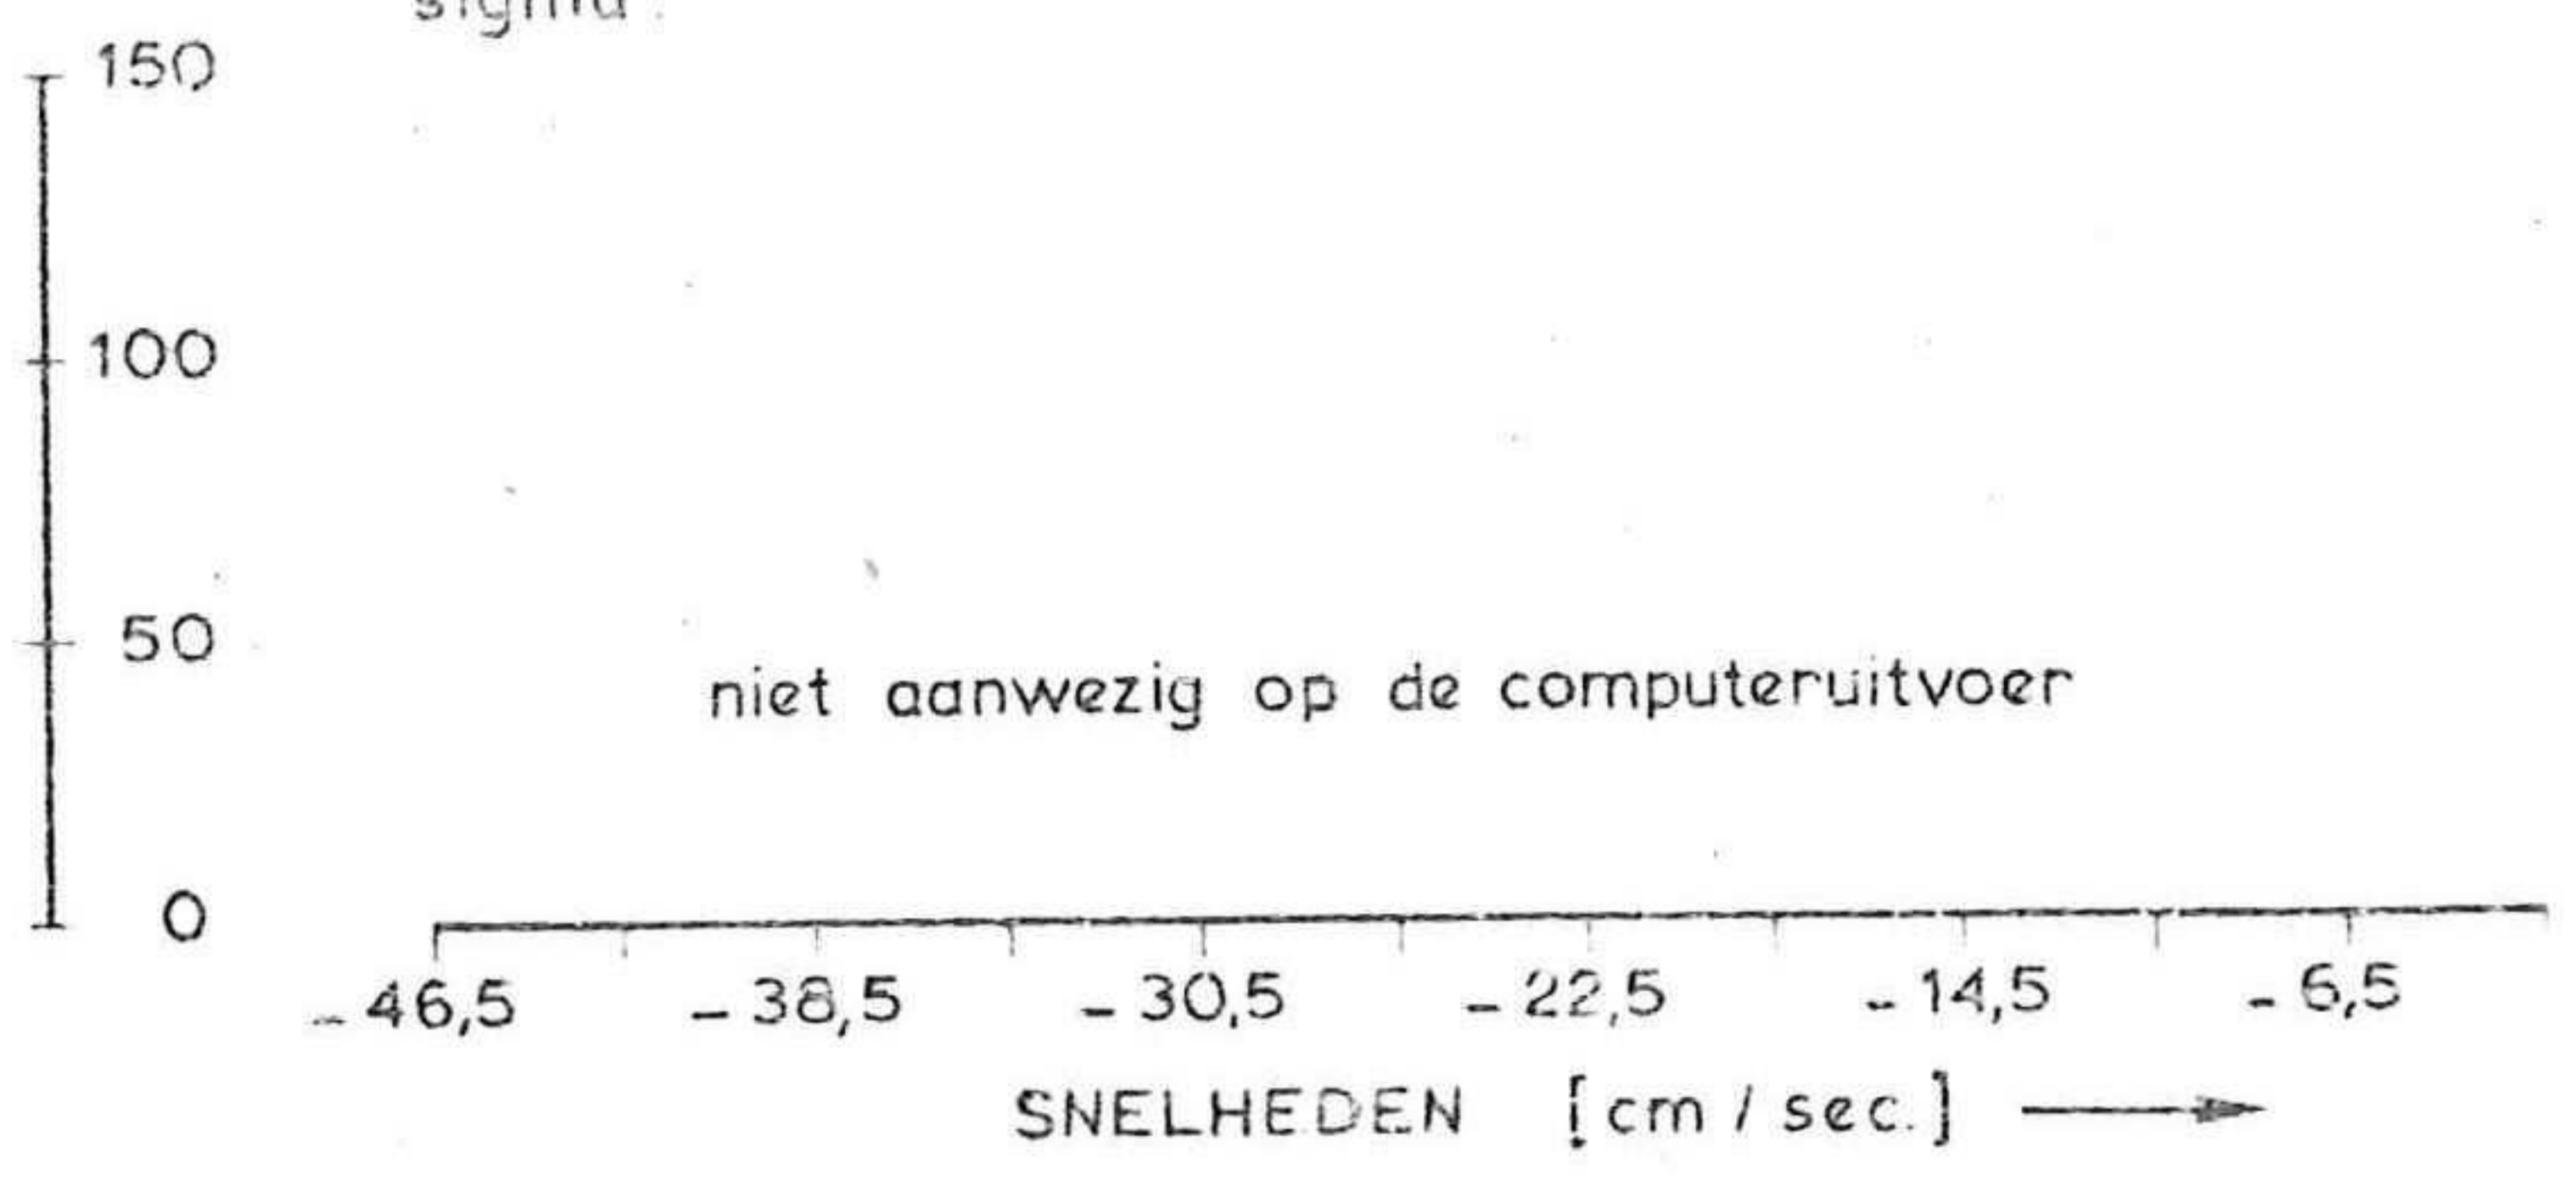 sigma
150
100
50
niet aanwezig op de computeruitvoer
0
- 46,5 - 38,5 - 30,5 - 22,5 - 14,5 - 6,5
SNELHEDEN [cm / sec.]